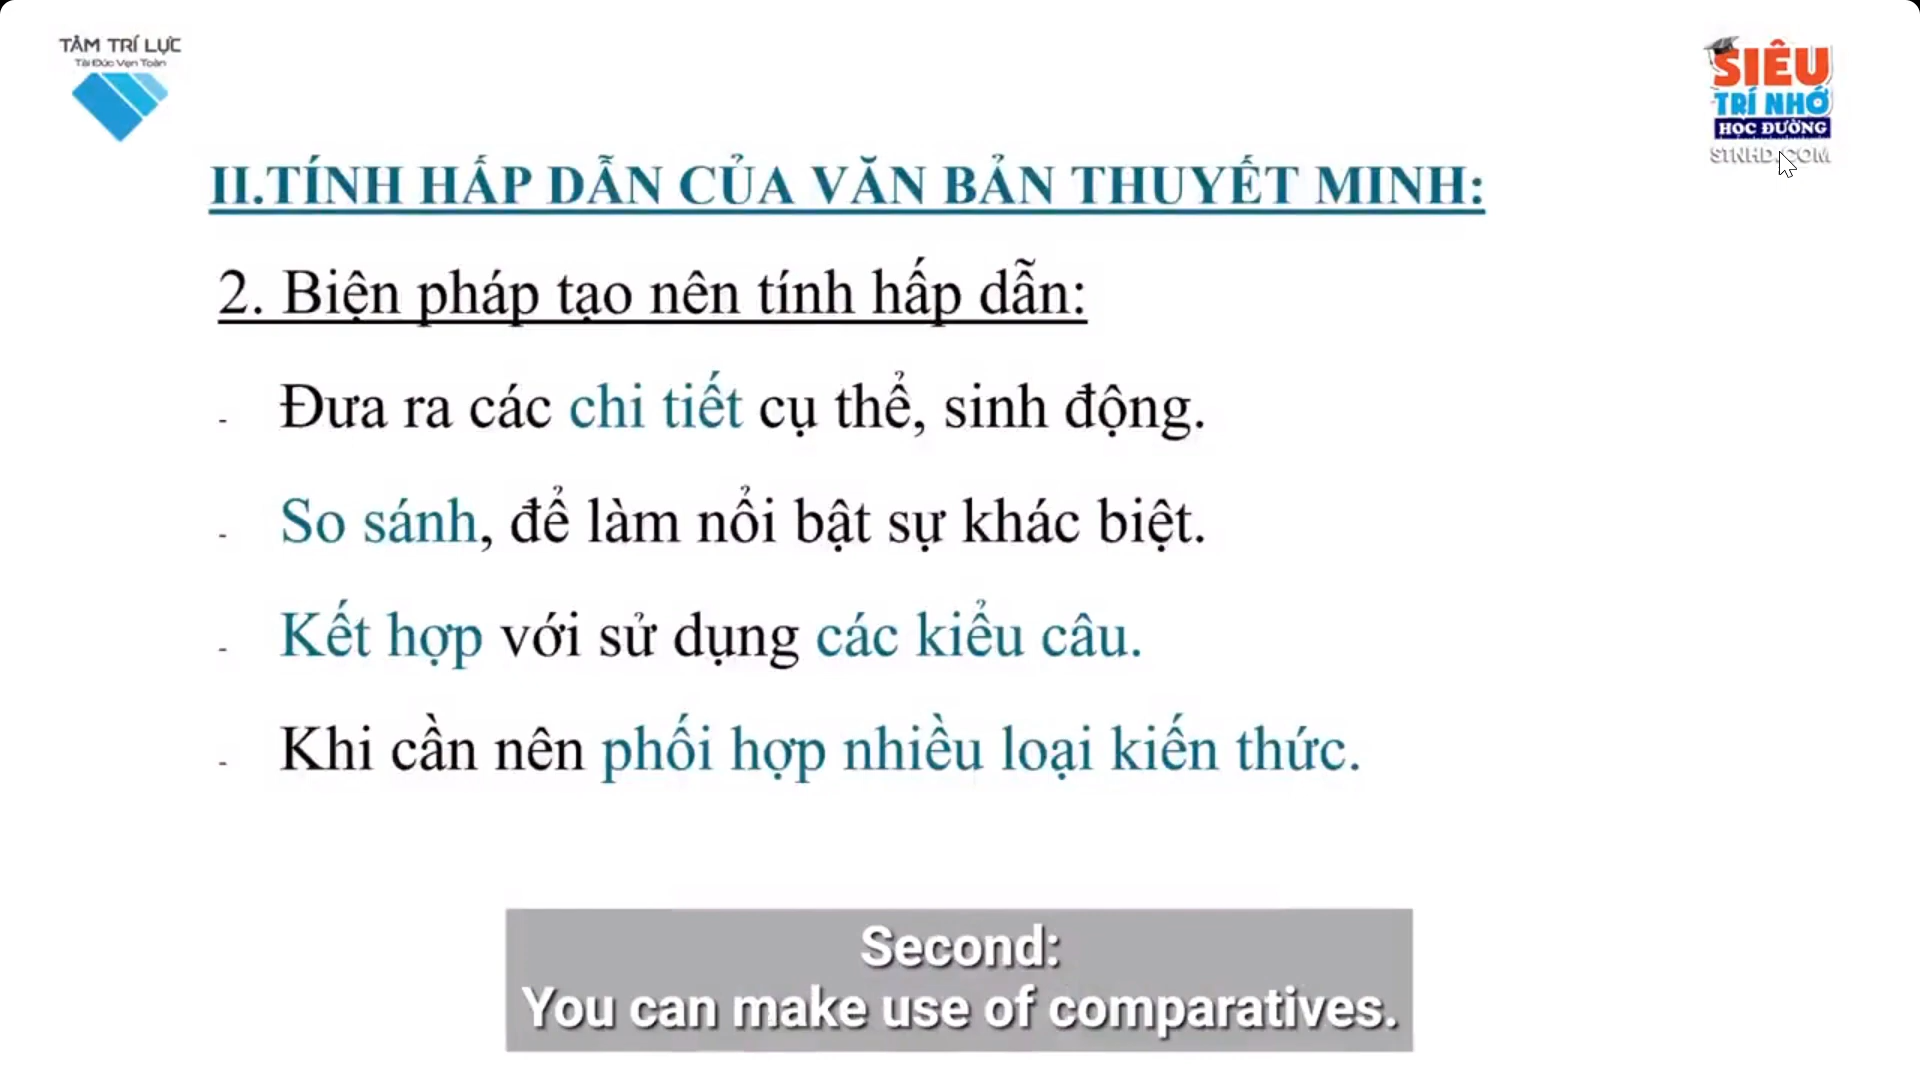 TÂM TRÍ LỰC
Tài Đức Vẹn Toàn
SIÊU
TRÍ NHỚ
HỌC ĐƯỜNG
STNHD.COM
II.TÍNH HẤP DẪN CỦA VĂN BẢN THUYẾT MINH:
2. Biện pháp tạo nên tính hấp dẫn:
- Đưa ra các chi tiết cụ thể, sinh động.
- So sánh, để làm nổi bật sự khác biệt.
- Kết hợp với sử dụng các kiểu câu.
- Khi cần nên phối hợp nhiều loại kiến thức.
Second:
You can make use of comparatives.